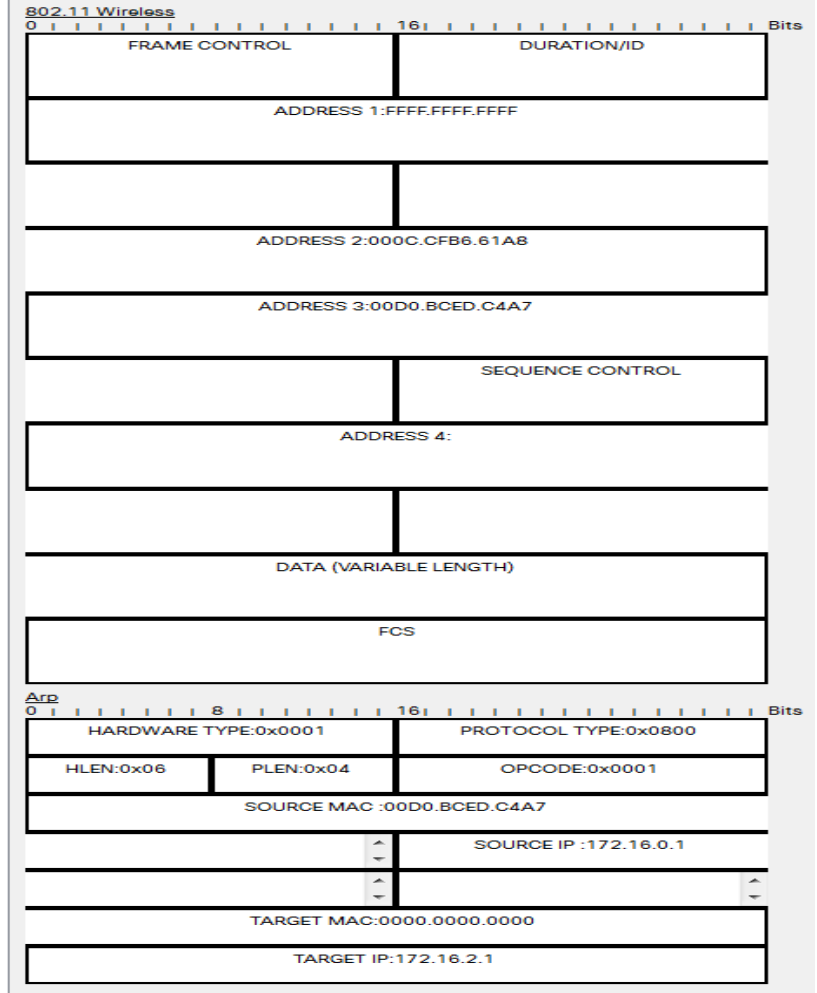 802.11 Wireless
0 16 Bits
FRAME CONTROL DURATION/ID
ADDRESS 1:FFFF.FFFF.FFFF
ADDRESS 2:000C.CFB6.61A8
ADDRESS 3:00D0.BCED.C4A7
SEQUENCE CONTROL
ADDRESS 4:
DATA (VARIABLE LENGTH)
FCS
Arp
0 8 16 Bits
HARDWARE TYPE:0x0001 PROTOCOL TYPE:0x0800
HLEN:0x06 PLEN:0x04 OPCODE:0x0001
SOURCE MAC :00D0.BCED.C4A7
SOURCE IP :172.16.0.1
TARGET MAC:0000.0000.0000
TARGET IP:172.16.2.1